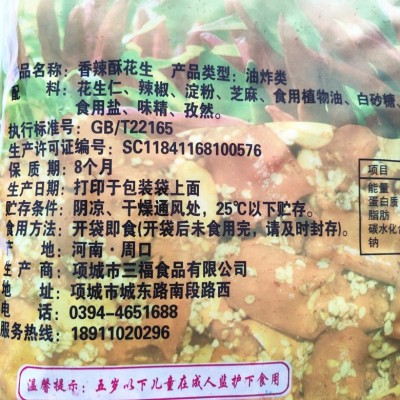 品名称：香辣酥花生 产品类型：油炸类
配 料：花生仁、辣椒、淀粉、芝麻、食用植物油、白砂糖、
食用盐、味精、孜然。
执行标准号：GB/T22165
生产许可证编号：SC11841168100576
保 质 期：8个月
生产日期：打印于包装袋上面
贮存条件：阴凉、干燥通风处，25℃以下贮存。
食用方法：开袋即食(开袋后未食用完，请及时封存)。
产 地：河南·周口
生 产 商：项城市三福食品有限公司
地 址：项城市城东路南段路西
电 话：0394-4651688
服务热线：18911020296
温馨提示：五岁以下儿童在成人监护下食用
项目
能量
蛋白质
脂肪
碳水化合
钠